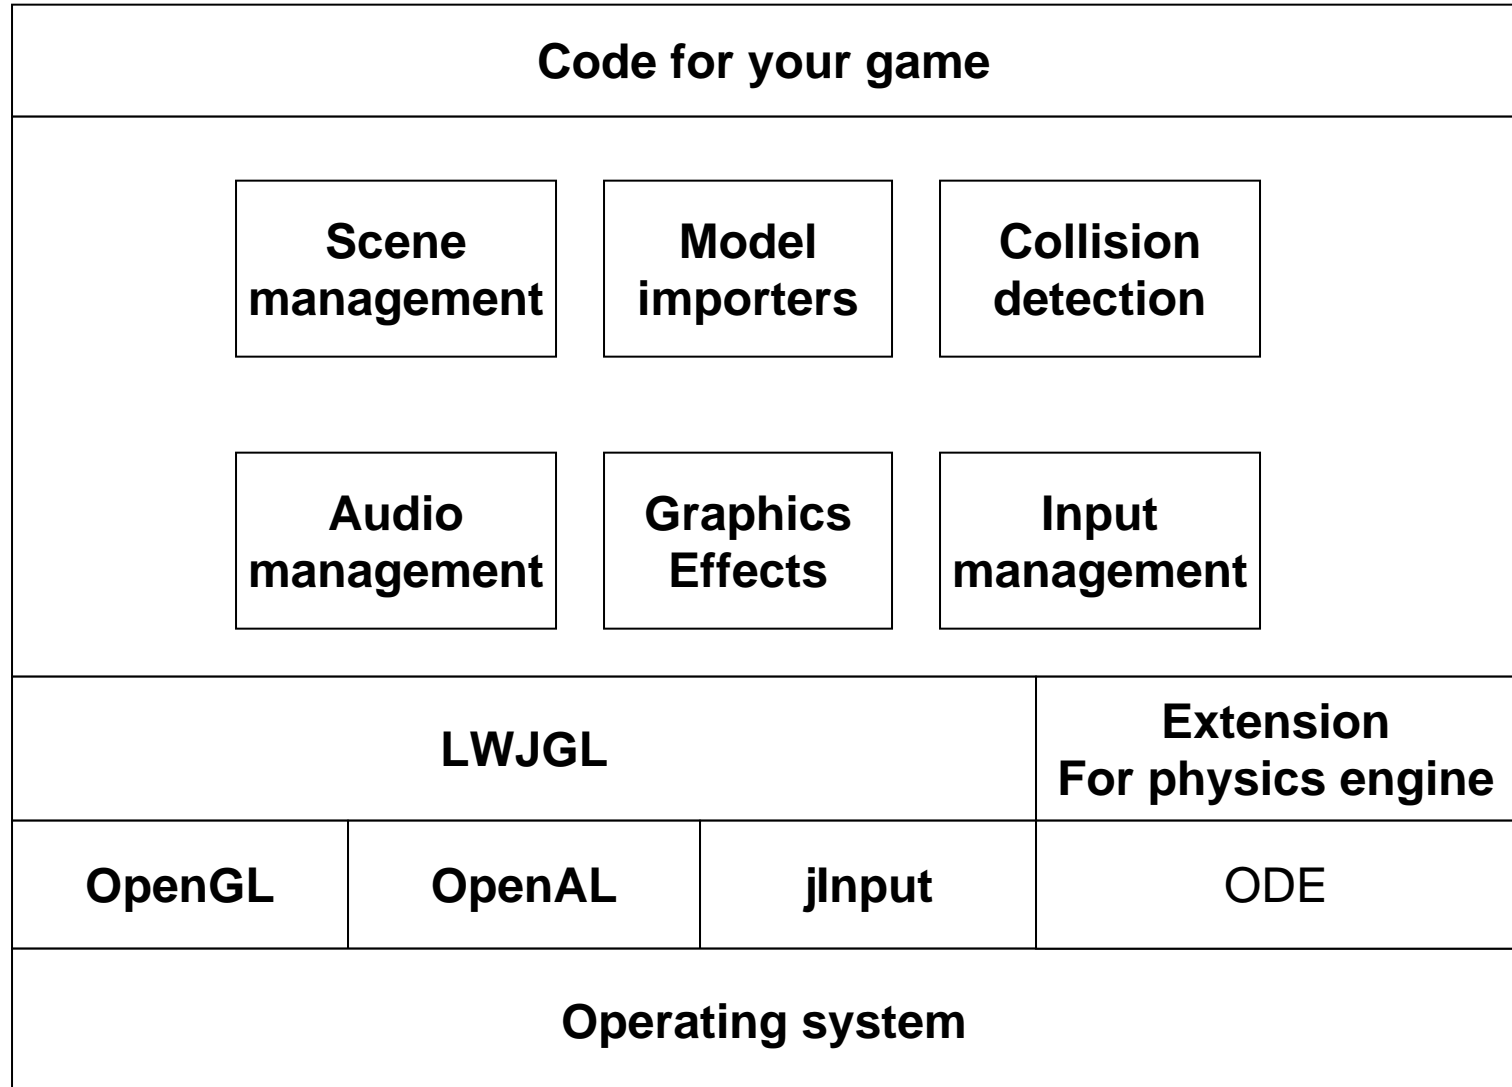 Code for your game
Scene
management
Model
importers
Collision
detection
Audio
management
Graphics
Effects
Input
management
LWJGL
Extension
For physics engine
OpenGL
OpenAL
jInput
ODE
Operating system